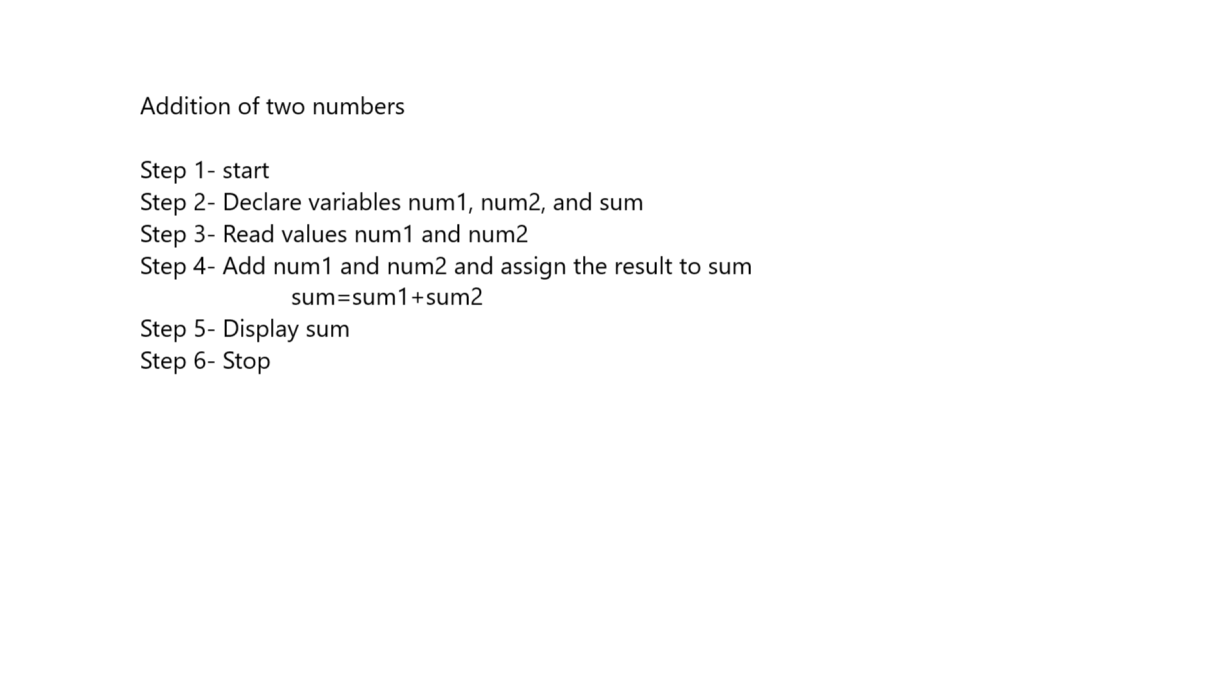 Addition of two numbers
Step 1- start
Step 2- Declare variables num1, num2, and sum
Step 3- Read values num1 and num2
Step 4- Add num1 and num2 and assign the result to sum
sum=sum1+sum2
Step 5- Display sum
Step 6- Stop